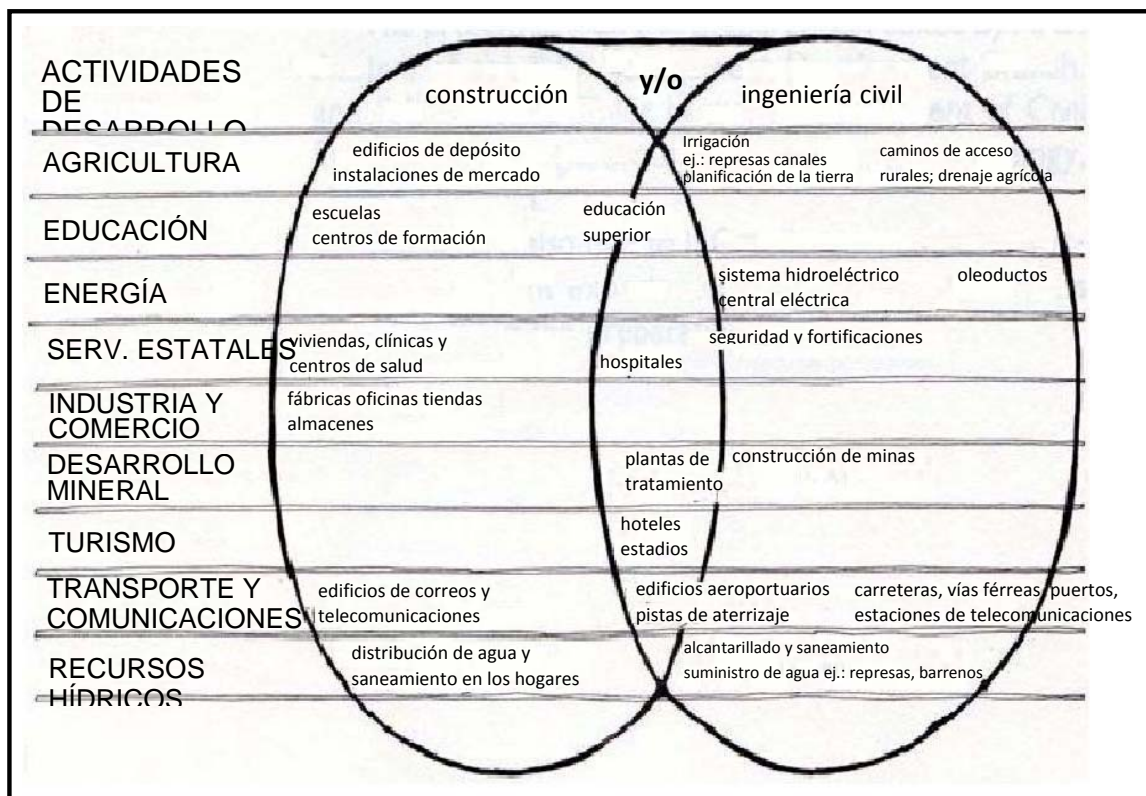 ACTIVIDADES
DE
DESARROLLO
construcción
y/o
ingeniería civil
AGRICULTURA
edificios de depósito
instalaciones de mercado
Irrigación
ej.: represas canales
planificación de la tierra
caminos de acceso
rurales; drenaje agrícola
EDUCACIÓN
escuelas
centros de formación
educación
superior
ENERGÍA
sistema hidroeléctrico
central eléctrica
oleoductos
SERV. ESTATALES
viviendas, clínicas y
centros de salud
hospitales
seguridad y fortificaciones
INDUSTRIA Y
COMERCIO
fábricas oficinas tiendas
almacenes
DESARROLLO
MINERAL
plantas de
tratamiento
construcción de minas
TURISMO
hoteles
estadios
TRANSPORTE Y
COMUNICACIONES
edificios de correos y
telecomunicaciones
edificios aeroportuarios
pistas de aterrizaje
carreteras, vías férreas, puertos,
estaciones de telecomunicaciones
RECURSOS
HÍDRICOS
distribución de agua y
saneamiento en los hogares
alcantarillado y saneamiento
suministro de agua ej.: represas, barrenos